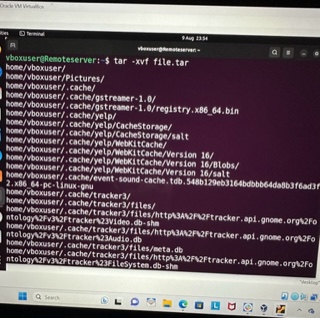 Oracle VM VirtualBox
Terminal
9 Aug 23:54
vboxuser@Remoteserver: ~
vboxuser@Remoteserver:~$ tar -xvf file.tar
home/vboxuser/
home/vboxuser/Pictures/
home/vboxuser/.cache/
home/vboxuser/.cache/gstreamer-1.0/
home/vboxuser/.cache/gstreamer-1.0/registry.x86_64.bin
home/vboxuser/.cache/yelp/
home/vboxuser/.cache/yelp/CacheStorage/
home/vboxuser/.cache/yelp/CacheStorage/salt
home/vboxuser/.cache/yelp/WebKitCache/
home/vboxuser/.cache/yelp/WebKitCache/Version 16/
home/vboxuser/.cache/yelp/WebKitCache/Version 16/Blobs/
home/vboxuser/.cache/yelp/WebKitCache/Version 16/salt
home/vboxuser/.cache/event-sound-cache.tdb.548b129eb3164bdbbb64da8b3f6ad3f
2.x86_64-pc-linux-gnu
home/vboxuser/.cache/tracker3/
home/vboxuser/.cache/tracker3/files/
home/vboxuser/.cache/tracker3/files/http%3A%2F%2Ftracker.api.gnome.org%2Fo
ntology%2Fv3%2Ftracker%23Video.db-shm
home/vboxuser/.cache/tracker3/files/http%3A%2F%2Ftracker.api.gnome.org%2Fo
ntology%2Fv3%2Ftracker%23Audio.db
home/vboxuser/.cache/tracker3/files/meta.db
home/vboxuser/.cache/tracker3/files/http%3A%2F%2Ftracker.api.gnome.org%2Fo
ntology%2Fv3%2Ftracker%23FileSystem.db-shm
Search